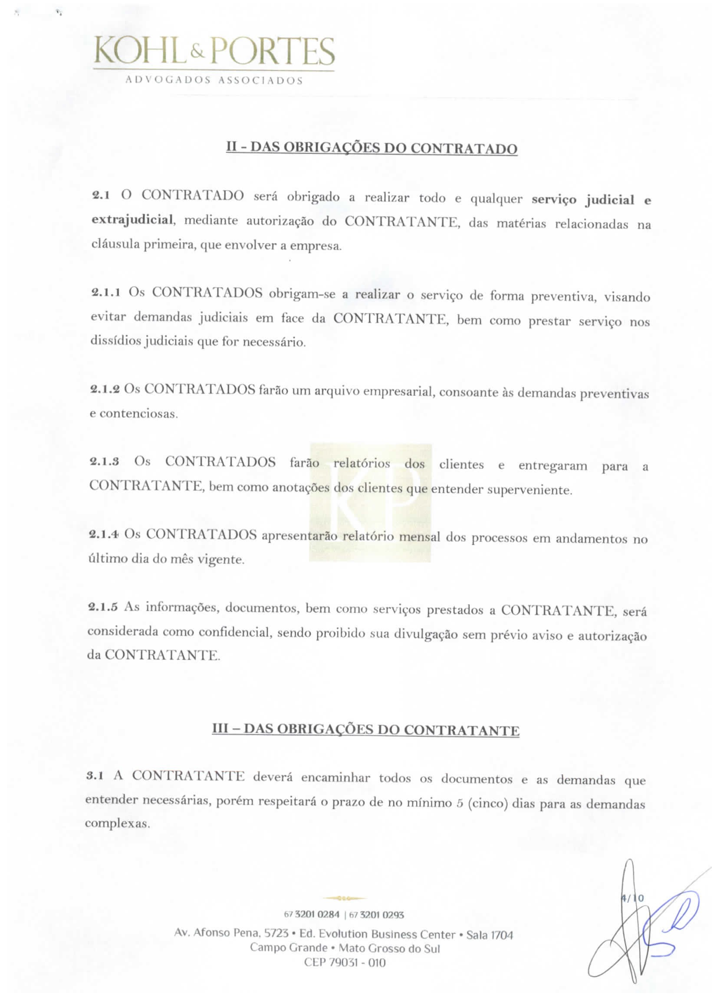 KOHL & PORTES
ADVOGADOS ASSOCIADOS
II – DAS OBRIGAÇÕES DO CONTRATADO
2.1 O CONTRATADO será obrigado a realizar todo e qualquer serviço judicial e
extrajudicial, mediante autorização do CONTRATANTE, das matérias relacionadas na
cláusula primeira, que envolver a empresa.
2.1.1 Os CONTRATADOS obrigam-se a realizar o serviço de forma preventiva, visando
evitar demandas judiciais em face da CONTRATANTE, bem como prestar serviço nos
dissídios judiciais que for necessário.
2.1.2 Os CONTRATADOS farão um arquivo empresarial, consoante às demandas preventivas
e contenciosas.
2.1.3 Os CONTRATADOS farão relatórios dos clientes e entregaram para a
CONTRATANTE, bem como anotações dos clientes que entender superveniente.
KP
2.1.4 Os CONTRATADOS apresentarão relatório mensal dos processos em andamentos no
último dia do mês vigente.
2.1.5 As informações, documentos, bem como serviços prestados a CONTRATANTE, será
considerada como confidencial, sendo proibido sua divulgação sem prévio aviso e autorização
da CONTRATANTE.
III – DAS OBRIGAÇÕES DO CONTRATANTE
3.1 A CONTRATANTE deverá encaminhar todos os documentos e as demandas que
entender necessárias, porém respeitará o prazo de no mínimo 5 (cinco) dias para as demandas
complexas.
4/10
67 3201 0284 | 67 3201 0293
Av. Afonso Pena, 5723 • Ed. Evolution Business Center • Sala 1704
Campo Grande • Mato Grosso do Sul
CEP 79031 - 010